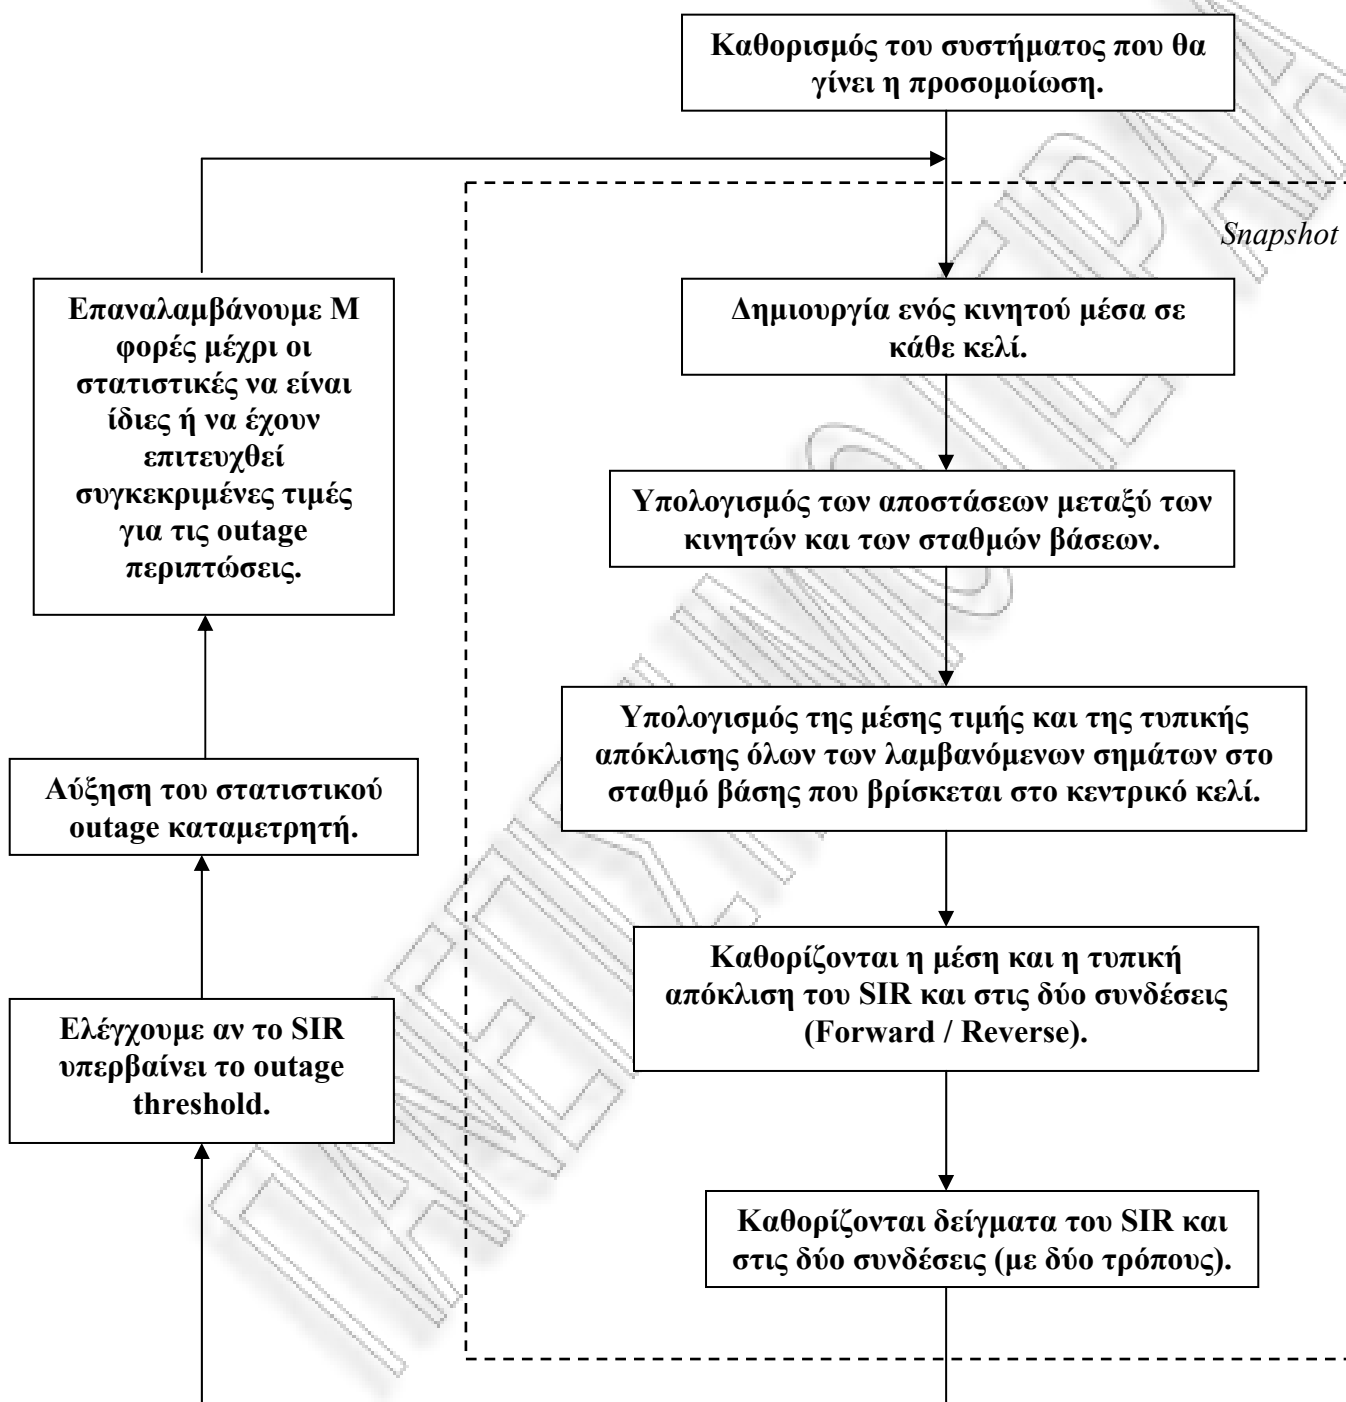 Καθορισμός του συστήματος που θα
γίνει η προσομοίωση.
Snapshot
Δημιουργία ενός κινητού μέσα σε
κάθε κελί.
Υπολογισμός των αποστάσεων μεταξύ των
κινητών και των σταθμών βάσεων.
Υπολογισμός της μέσης τιμής και της τυπικής
απόκλισης όλων των λαμβανόμενων σημάτων στο
σταθμό βάσης που βρίσκεται στο κεντρικό κελί.
Καθορίζονται η μέση και η τυπική
απόκλιση του SIR και στις δύο συνδέσεις
(Forward / Reverse).
Καθορίζονται δείγματα του SIR και
στις δύο συνδέσεις (με δύο τρόπους).
Ελέγχουμε αν το SIR
υπερβαίνει το outage
threshold.
Αύξηση του στατιστικού
outage καταμετρητή.
Επαναλαμβάνουμε Μ
φορές μέχρι οι
στατιστικές να είναι
ίδιες ή να έχουν
επιτευχθεί
συγκεκριμένες τιμές
για τις outage
περιπτώσεις.